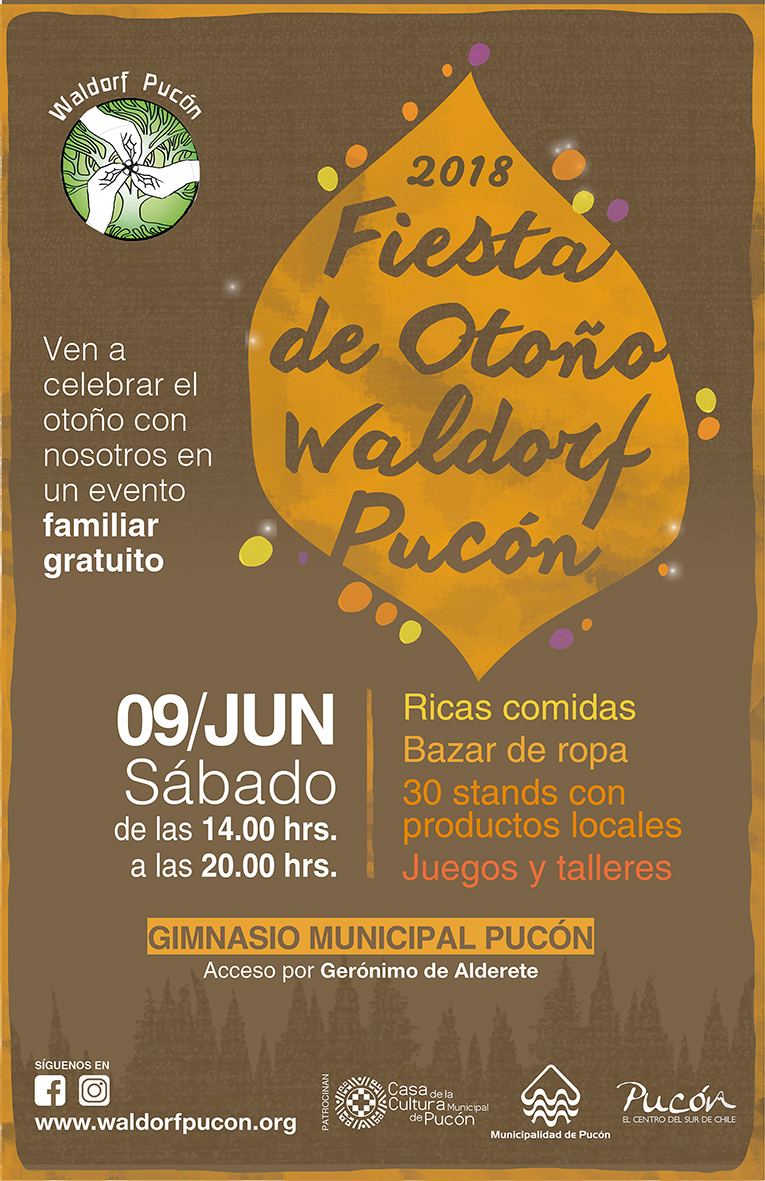 Waldorf Pucón
2018
Fiesta
de Otoño
Waldorf
Pucón
Ven a
celebrar el
otoño con
nosotros en
un evento
familiar
gratuito
09/JUN
Sábado
de las 14.00 hrs.
a las 20.00 hrs.
Ricas comidas
Bazar de ropa
30 stands con
productos locales
Juegos y talleres
GIMNASIO MUNICIPAL PUCÓN
Acceso por Gerónimo de Alderete
SÍGUENOS EN
www.waldorfpucon.org
PATROCINAN
Casa de la
Cultura Municipal
de Pucón
Municipalidad de Pucón
Pucón
EL CENTRO DEL SUR DE CHILE